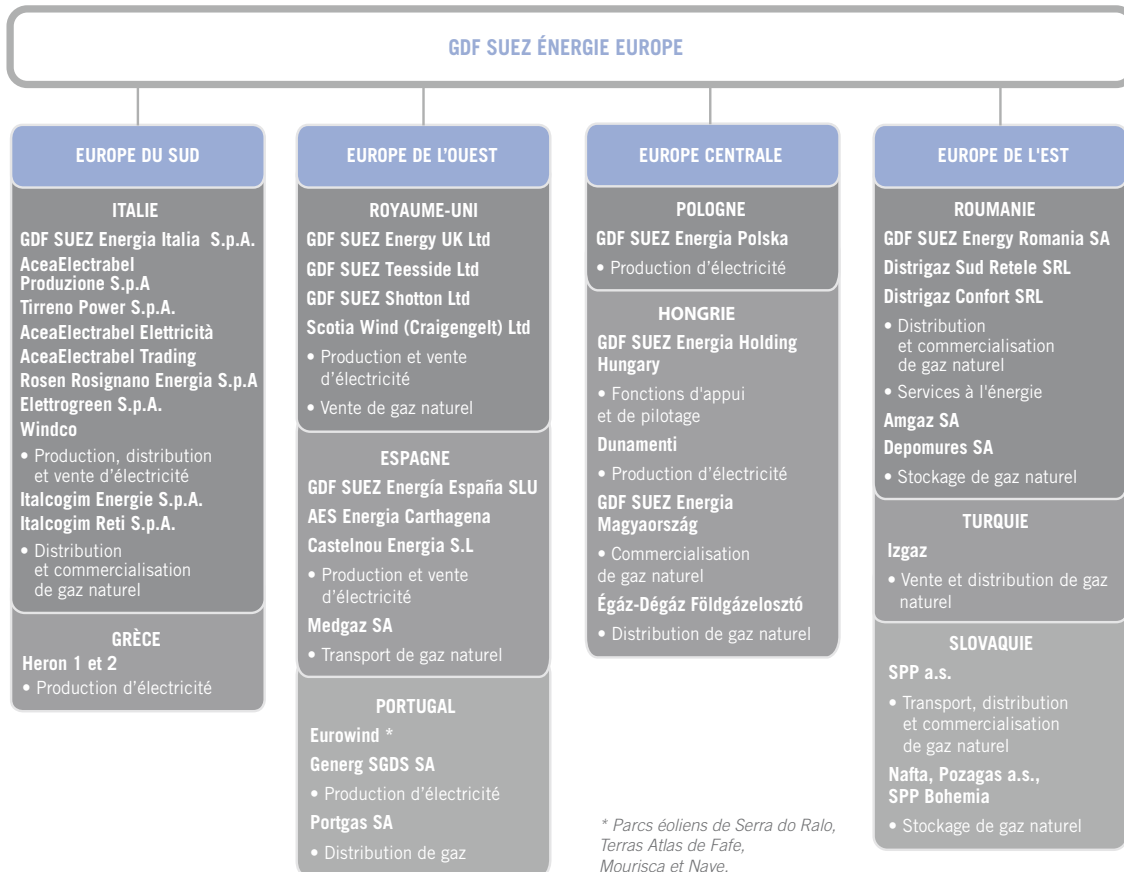 GDF SUEZ ÉNERGIE EUROPE
EUROPE DU SUD
ITALIE
GDF SUEZ Energia Italia S.p.A.
AceaElectrabel
Produzione S.p.A
Tirreno Power S.p.A.
AceaElectrabel Elettricità
AceaElectrabel Trading
Rosen Rosignano Energia S.p.A
Elettrogreen S.p.A.
Windco
• Production, distribution
et vente d’électricité
Italcogim Energie S.p.A.
Italcogim Reti S.p.A.
• Distribution
et commercialisation
de gaz naturel
GRÈCE
Heron 1 et 2
• Production d’électricité
EUROPE DE L’OUEST
ROYAUME-UNI
GDF SUEZ Energy UK Ltd
GDF SUEZ Teesside Ltd
GDF SUEZ Shotton Ltd
Scotia Wind (Craigengelt) Ltd
• Production et vente
d’électricité
• Vente de gaz naturel
ESPAGNE
GDF SUEZ Energía España SLU
AES Energia Carthagena
Castelnou Energia S.L
• Production et vente
d’électricité
Medgaz SA
• Transport de gaz naturel
PORTUGAL
Eurowind *
Generg SGDS SA
• Production d’électricité
Portgas SA
• Distribution de gaz
EUROPE CENTRALE
POLOGNE
GDF SUEZ Energia Polska
• Production d’électricité
HONGRIE
GDF SUEZ Energia Holding
Hungary
• Fonctions d'appui
et de pilotage
Dunamenti
• Production d’électricité
GDF SUEZ Energia
Magyaország
• Commercialisation
de gaz naturel
Égáz-Dégáz Földgázelosztó
• Distribution de gaz naturel
* Parcs éoliens de Serra do Ralo,
Terras Atlas de Fafe,
Mourisca et Nave.
EUROPE DE L'EST
ROUMANIE
GDF SUEZ Energy Romania SA
Distrigaz Sud Retele SRL
Distrigaz Confort SRL
• Distribution
et commercialisation
de gaz naturel
• Services à l'énergie
Amgaz SA
Depomures SA
• Stockage de gaz naturel
TURQUIE
Izgaz
• Vente et distribution de gaz
naturel
SLOVAQUIE
SPP a.s.
• Transport, distribution
et commercialisation
de gaz naturel
Nafta, Pozagas a.s.,
SPP Bohemia
• Stockage de gaz naturel